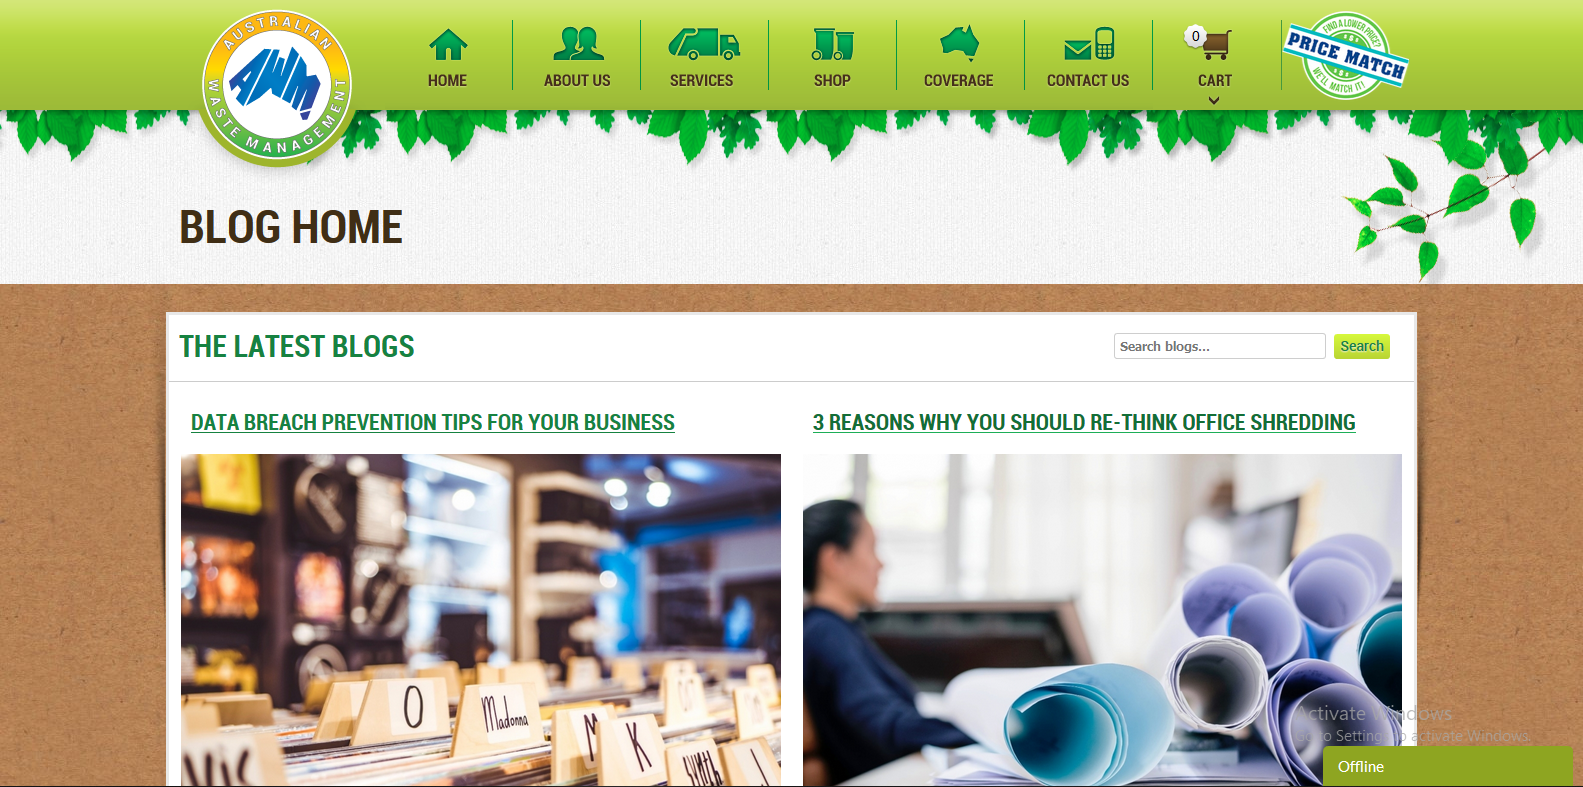 AUSTRALIAN
AWM
WASTE MANAGEMENT
HOME
ABOUT US
SERVICES
SHOP
COVERAGE
CONTACT US
0
CART
FIND A LOWER PRICE?
PRICE MATCH
WE'LL MATCH IT!
BLOG HOME
THE LATEST BLOGS
Search blogs...
Search
DATA BREACH PREVENTION TIPS FOR YOUR BUSINESS
3 REASONS WHY YOU SHOULD RE-THINK OFFICE SHREDDING
O
Madonna
M
K
Activate Windows
Go to Settings to activate Windows.
Offline